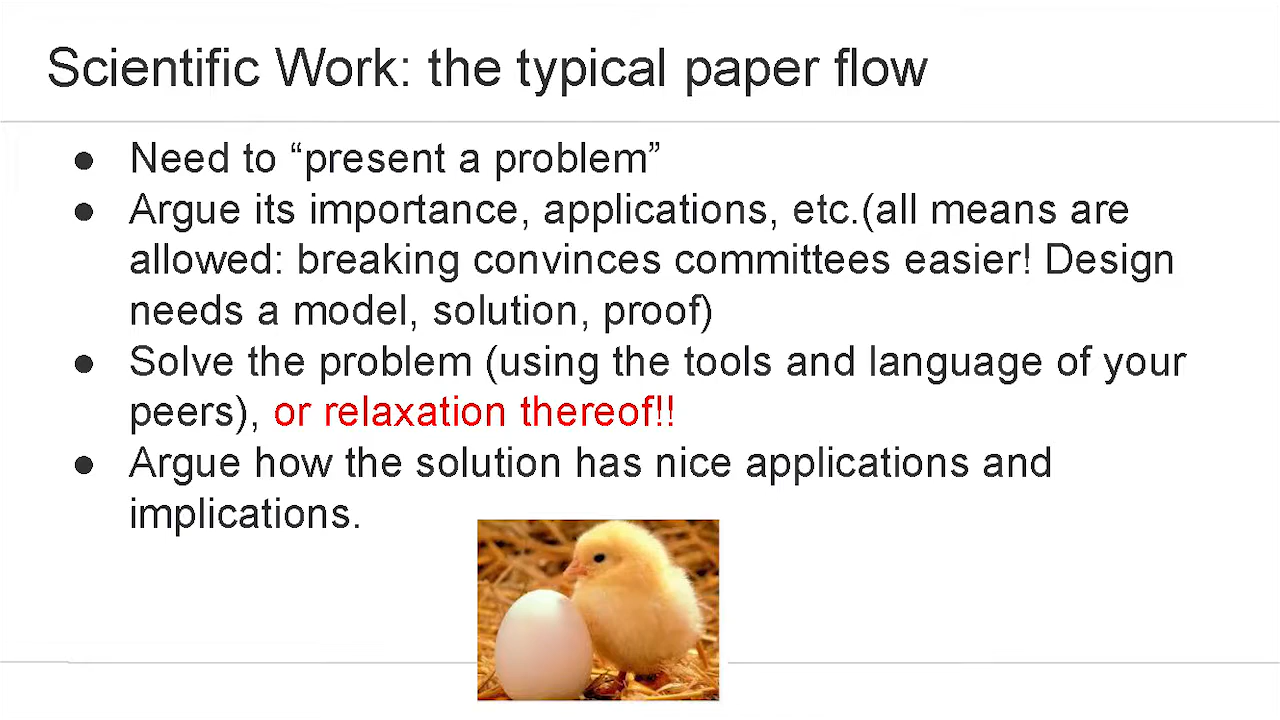 Scientific Work: the typical paper flow
● Need to “present a problem”
● Argue its importance, applications, etc.(all means are
allowed: breaking convinces committees easier! Design
needs a model, solution, proof)
● Solve the problem (using the tools and language of your
peers), or relaxation thereof!!
● Argue how the solution has nice applications and
implications.